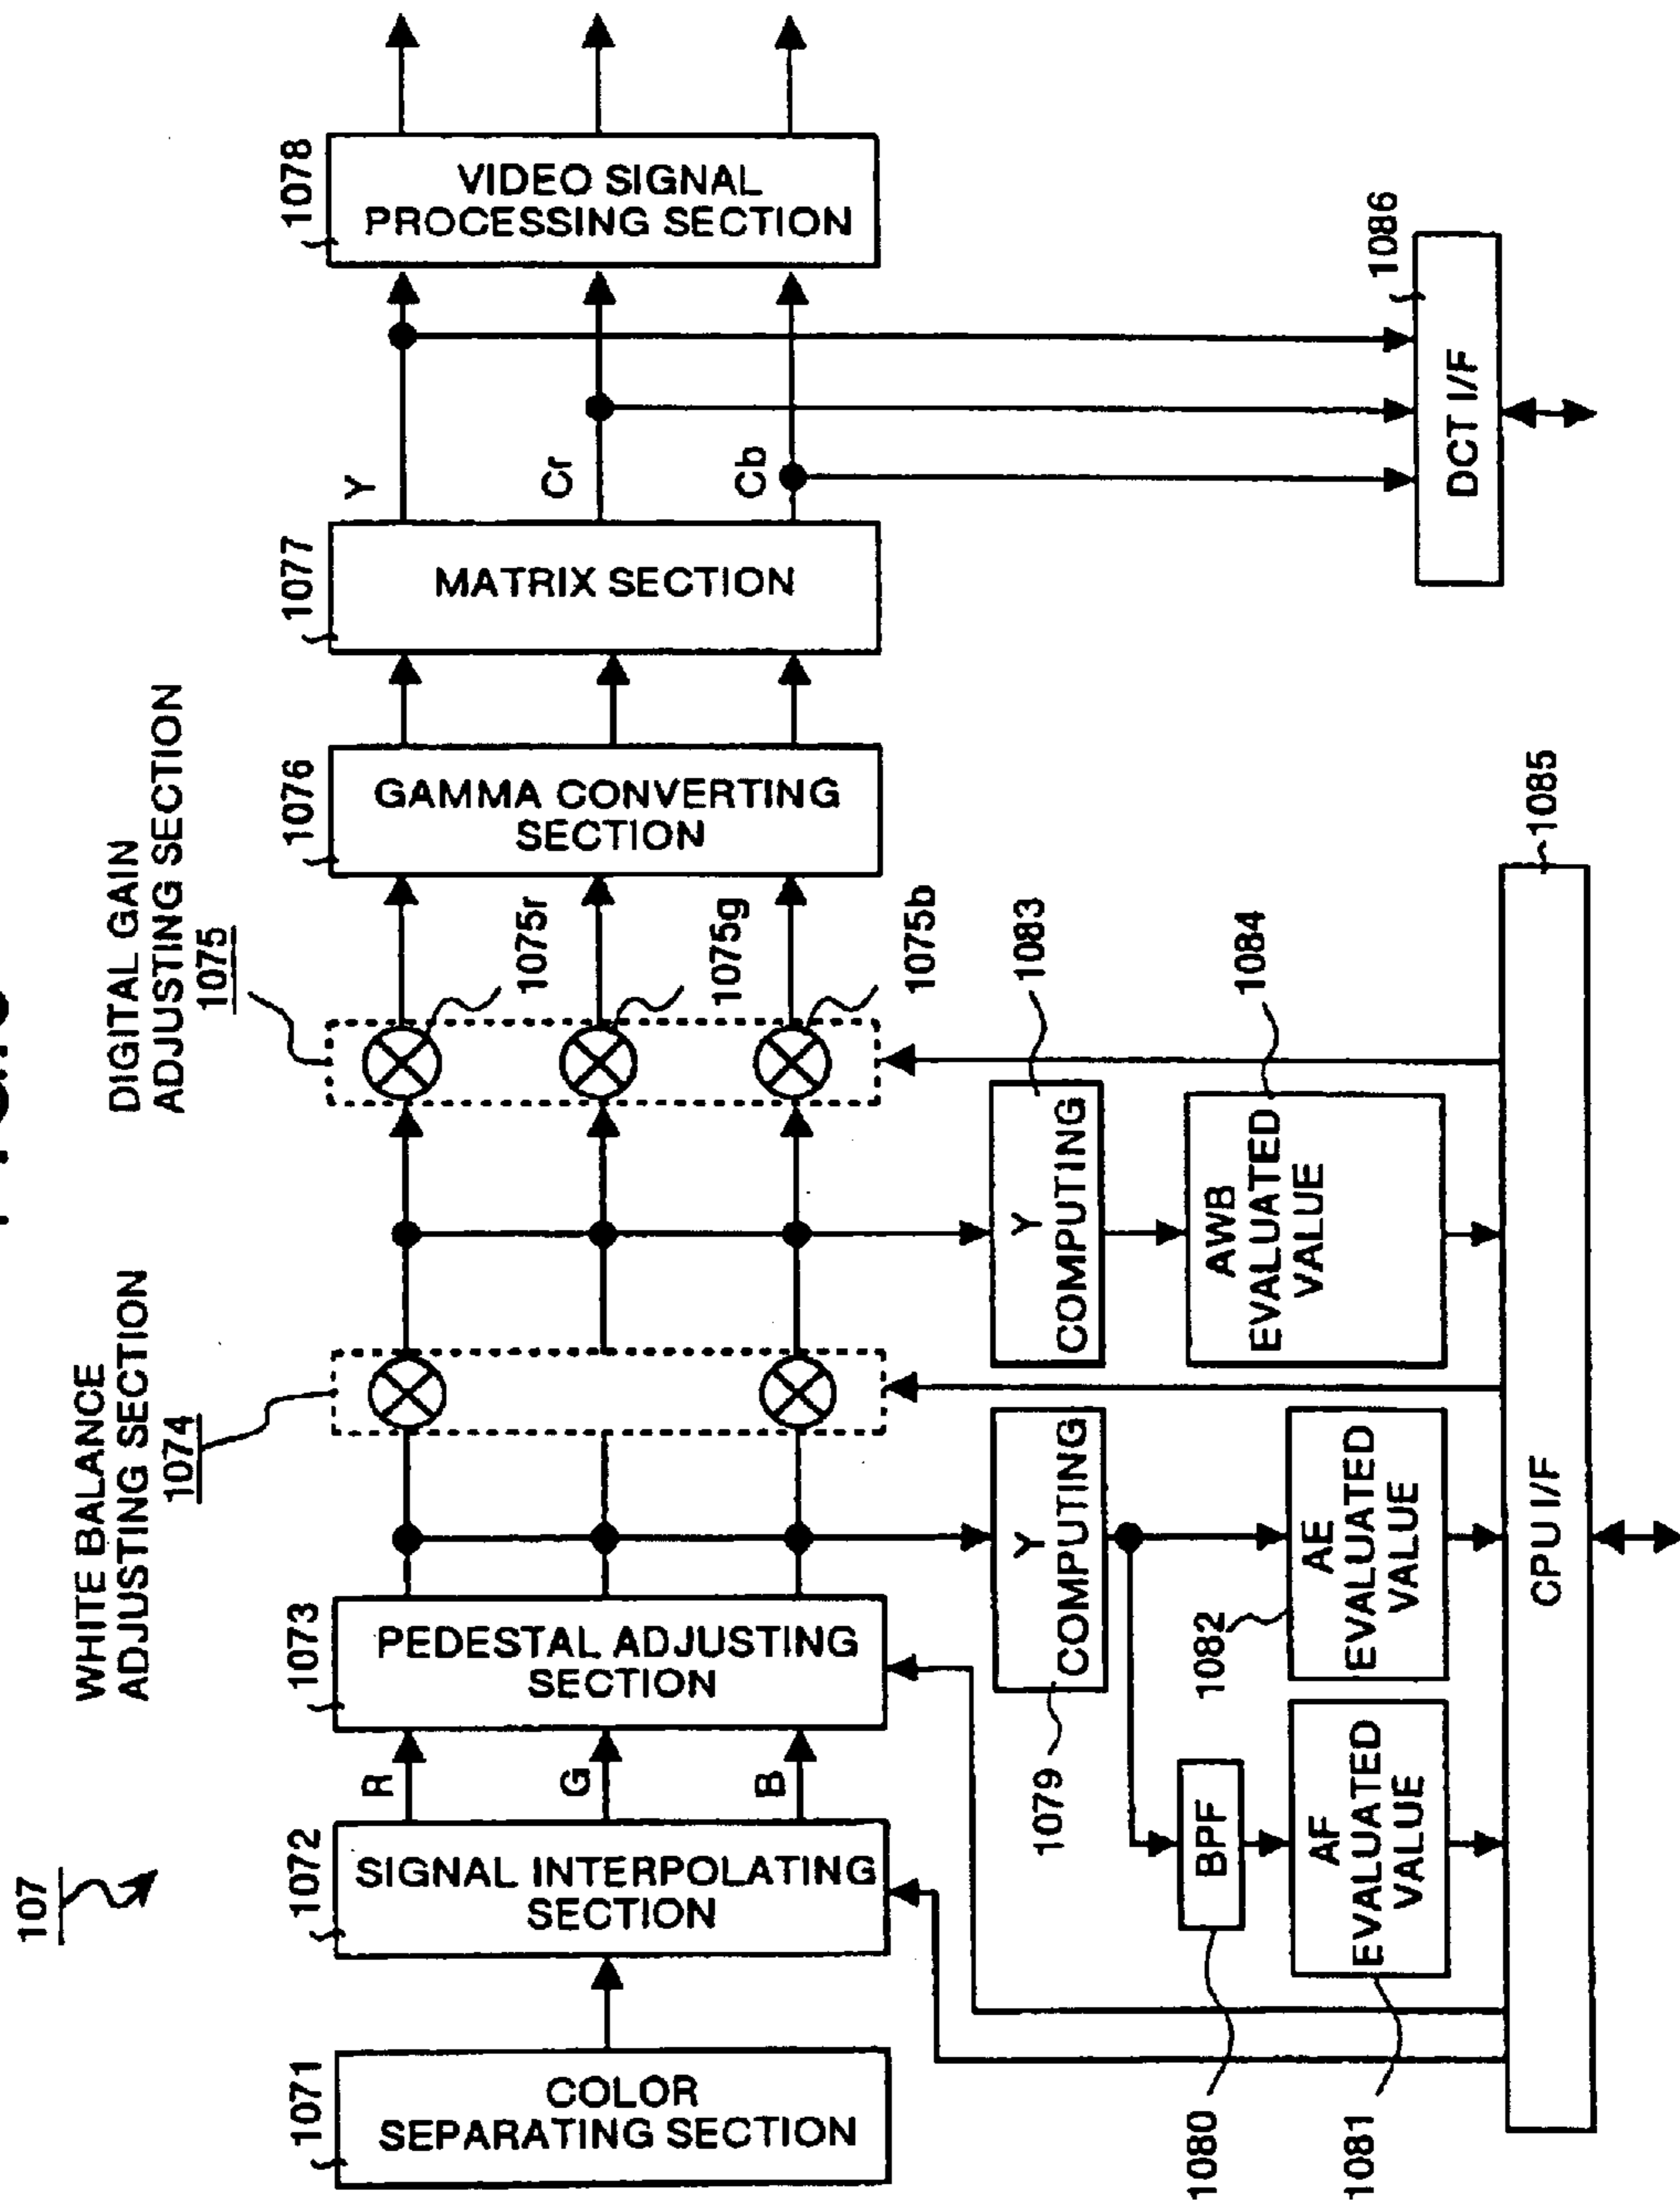 107
WHITE BALANCE
ADJUSTING SECTION
1074
DIGITAL GAIN
ADJUSTING SECTION
1075
1071
COLOR
SEPARATING SECTION
1072
SIGNAL INTERPOLATING
SECTION
R
G
B
1073
PEDESTAL ADJUSTING
SECTION
1075r
1075g
1075b
1076
GAMMA CONVERTING
SECTION
1077
MATRIX SECTION
Y
Cr
Cb
1078
VIDEO SIGNAL
PROCESSING SECTION
1079
Y
COMPUTING
1083
Y
COMPUTING
1080
BPF
1081
AF
EVALUATED
VALUE
1082
AE
EVALUATED
VALUE
1084
AWB
EVALUATED
VALUE
1085
CPU I/F
1086
DCT I/F